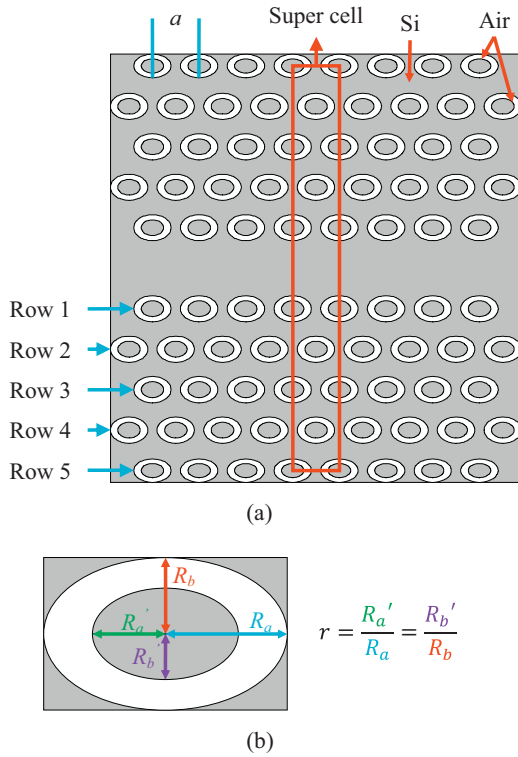 a
Super cell
Si
Air
Row 1
Row 2
Row 3
Row 4
Row 5
(a)
R_b
R_a'
R_a
R_b'
r = R_a'/R_a = R_b'/R_b
(b)